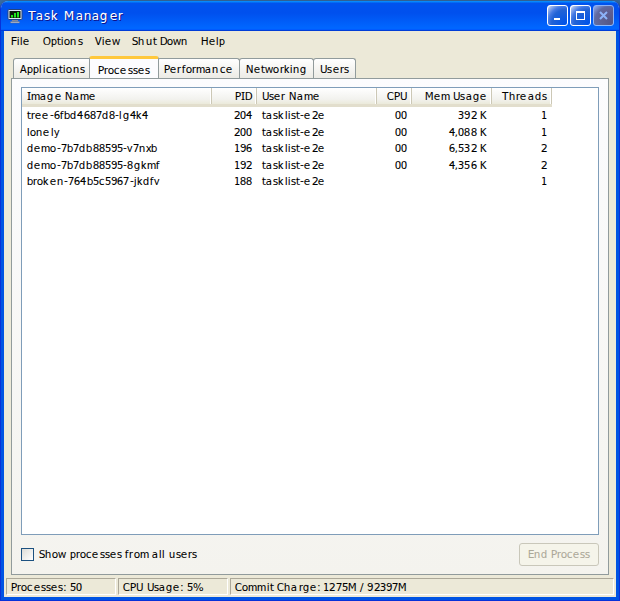 Task Manager
File Options View Shut Down Help
Applications Processes Performance Networking Users
Image Name PID User Name CPU Mem Usage Threads
tree-6fbd4687d8-lg4k4 204 tasklist-e2e 00 392 K 1
lonely 200 tasklist-e2e 00 4,088 K 1
demo-7b7db88595-v7nxb 196 tasklist-e2e 00 6,532 K 2
demo-7b7db88595-8gkmf 192 tasklist-e2e 00 4,356 K 2
broken-764b5c5967-jkdfv 188 tasklist-e2e 1
Show processes from all users End Process
Processes: 50 CPU Usage: 5% Commit Charge: 1275M / 92397M